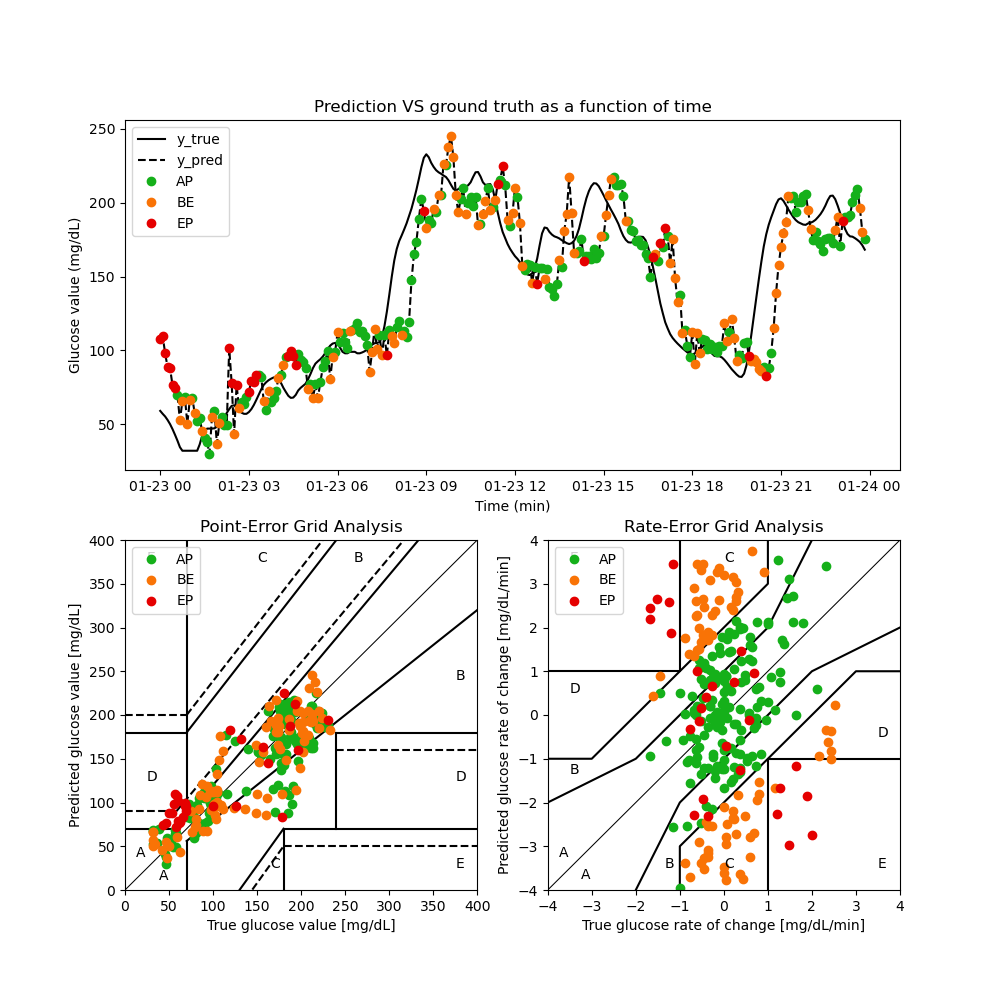 Prediction VS ground truth as a function of time
Glucose value (mg/dL)
250
200
150
100
50
y_true
y_pred
AP
BE
EP
01-23 00 01-23 03 01-23 06 01-23 09 01-23 12 01-23 15 01-23 18 01-23 21 01-24 00
Time (min)
Point-Error Grid Analysis
Predicted glucose value [mg/dL]
400
350
300
250
200
150
100
50
0
AP
BE
EP
C
B
B
D
D
A
A
C
E
0 50 100 150 200 250 300 350 400
True glucose value [mg/dL]
Rate-Error Grid Analysis
Predicted glucose rate of change [mg/dL/min]
4
3
2
1
0
−1
−2
−3
−4
AP
BE
EP
C
D
D
B
A
A
B
C
E
−4 −3 −2 −1 0 1 2 3 4
True glucose rate of change [mg/dL/min]